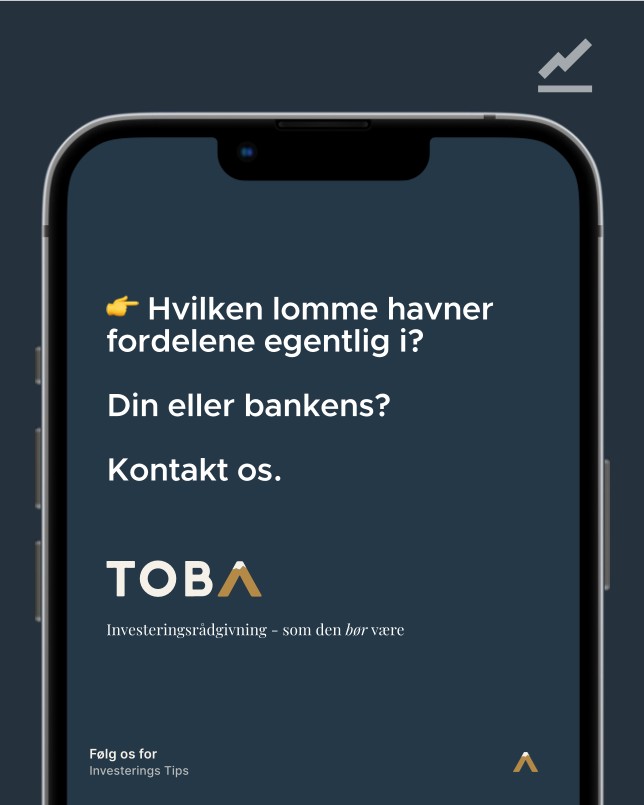 👉 Hvilken lomme havner
fordelene egentlig i?
Din eller bankens?
Kontakt os.
TOBA
Investeringsrådgivning - som den bør være
Følg os for
Investerings Tips